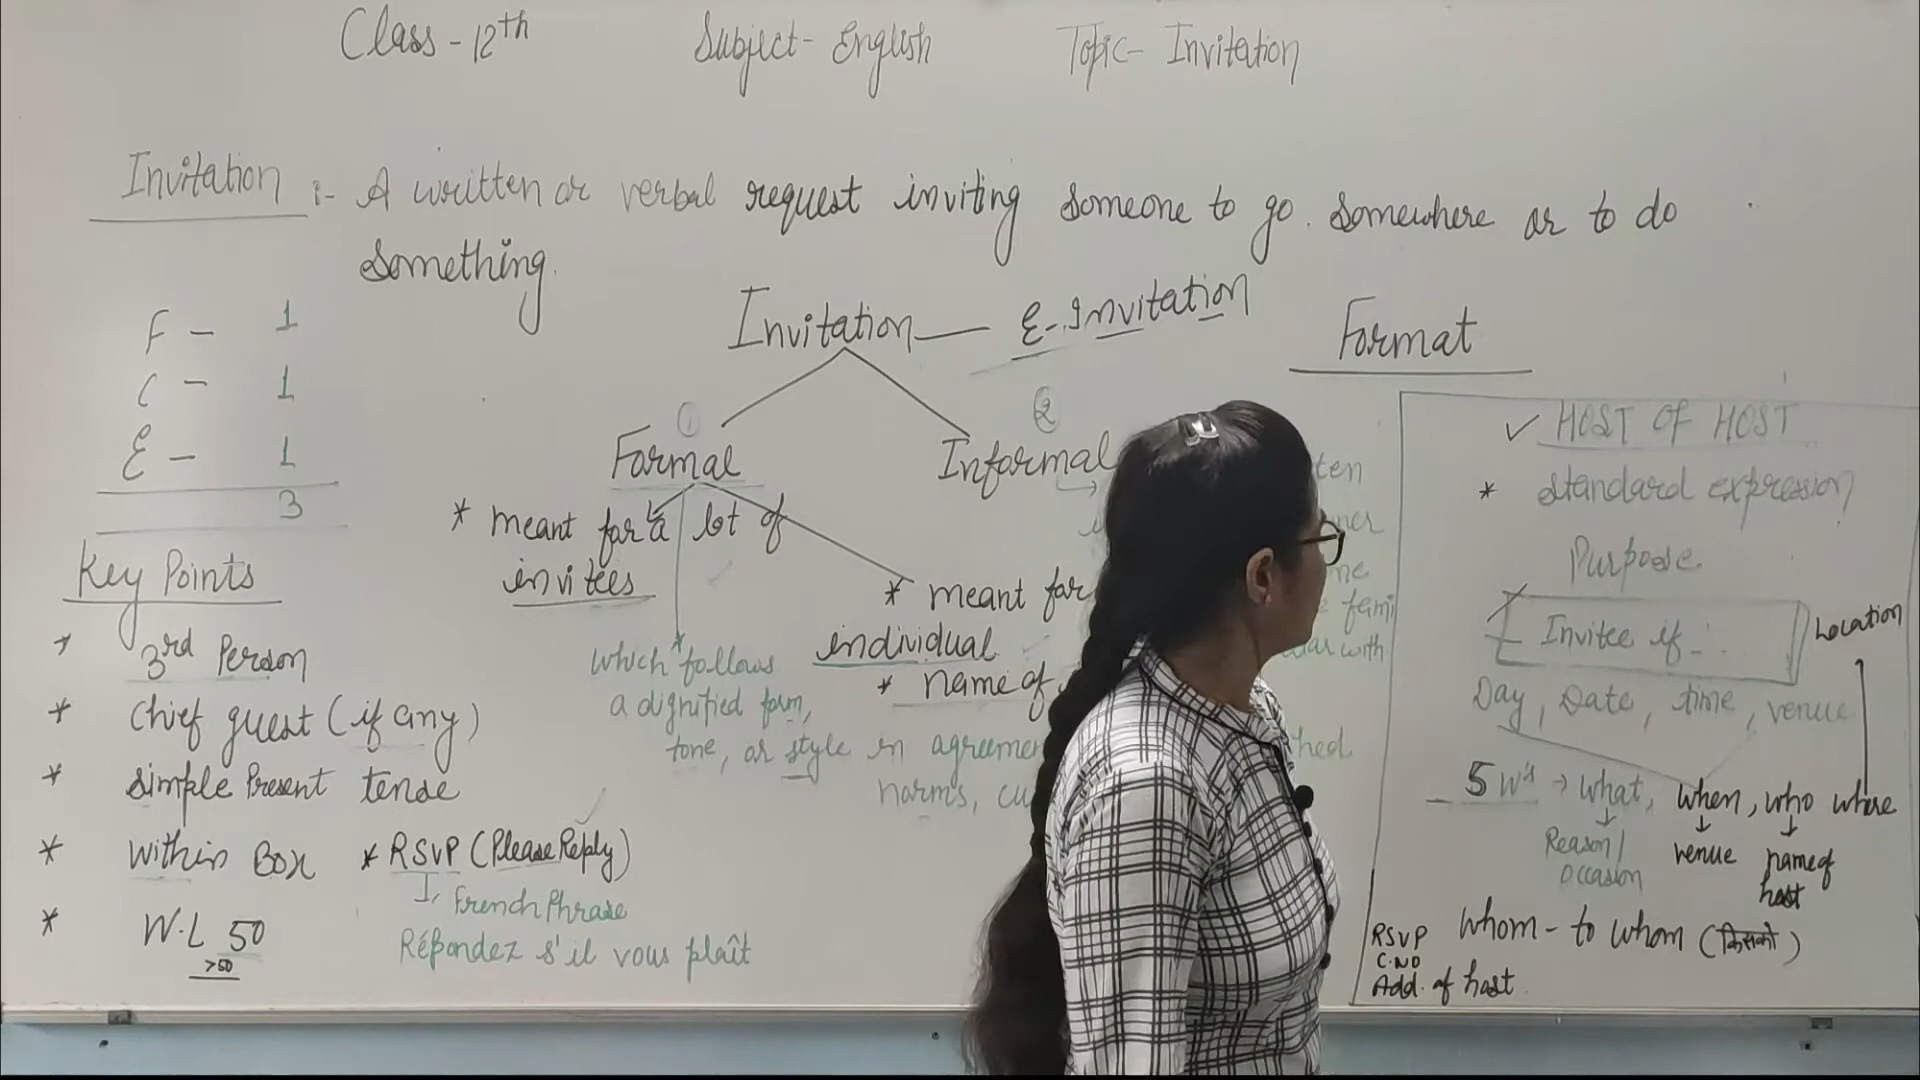 Class - 12th Subject - English Topic - Invitation
Invitation :- A written or verbal request inviting someone to go somewhere or to do
something.
F - 1
C - 1
E - 1
3
Key Points
* 3rd Person
* Chief guest (if any)
* Simple Present tense
* Within Box * RSVP (Please Reply)
French Phrase
* W.L 50
>50
Répondez s'il vous plaît
Invitation — E-Invitation
① ②
Formal Informal
* meant for a lot of
invitees
* meant for
individual
* name of
which follows
a dignified form,
tone, or style in
norms,
with
Format
✓ HOST OF HOST
* Standard expression
Purpose
Invitee if
Location
Day, Date, time, venue
5 W's → what, when, who where
Reason/
Occasion
venue
name of
host
whom - to whom (किसको)
RSVP
C.NO
Add. of host